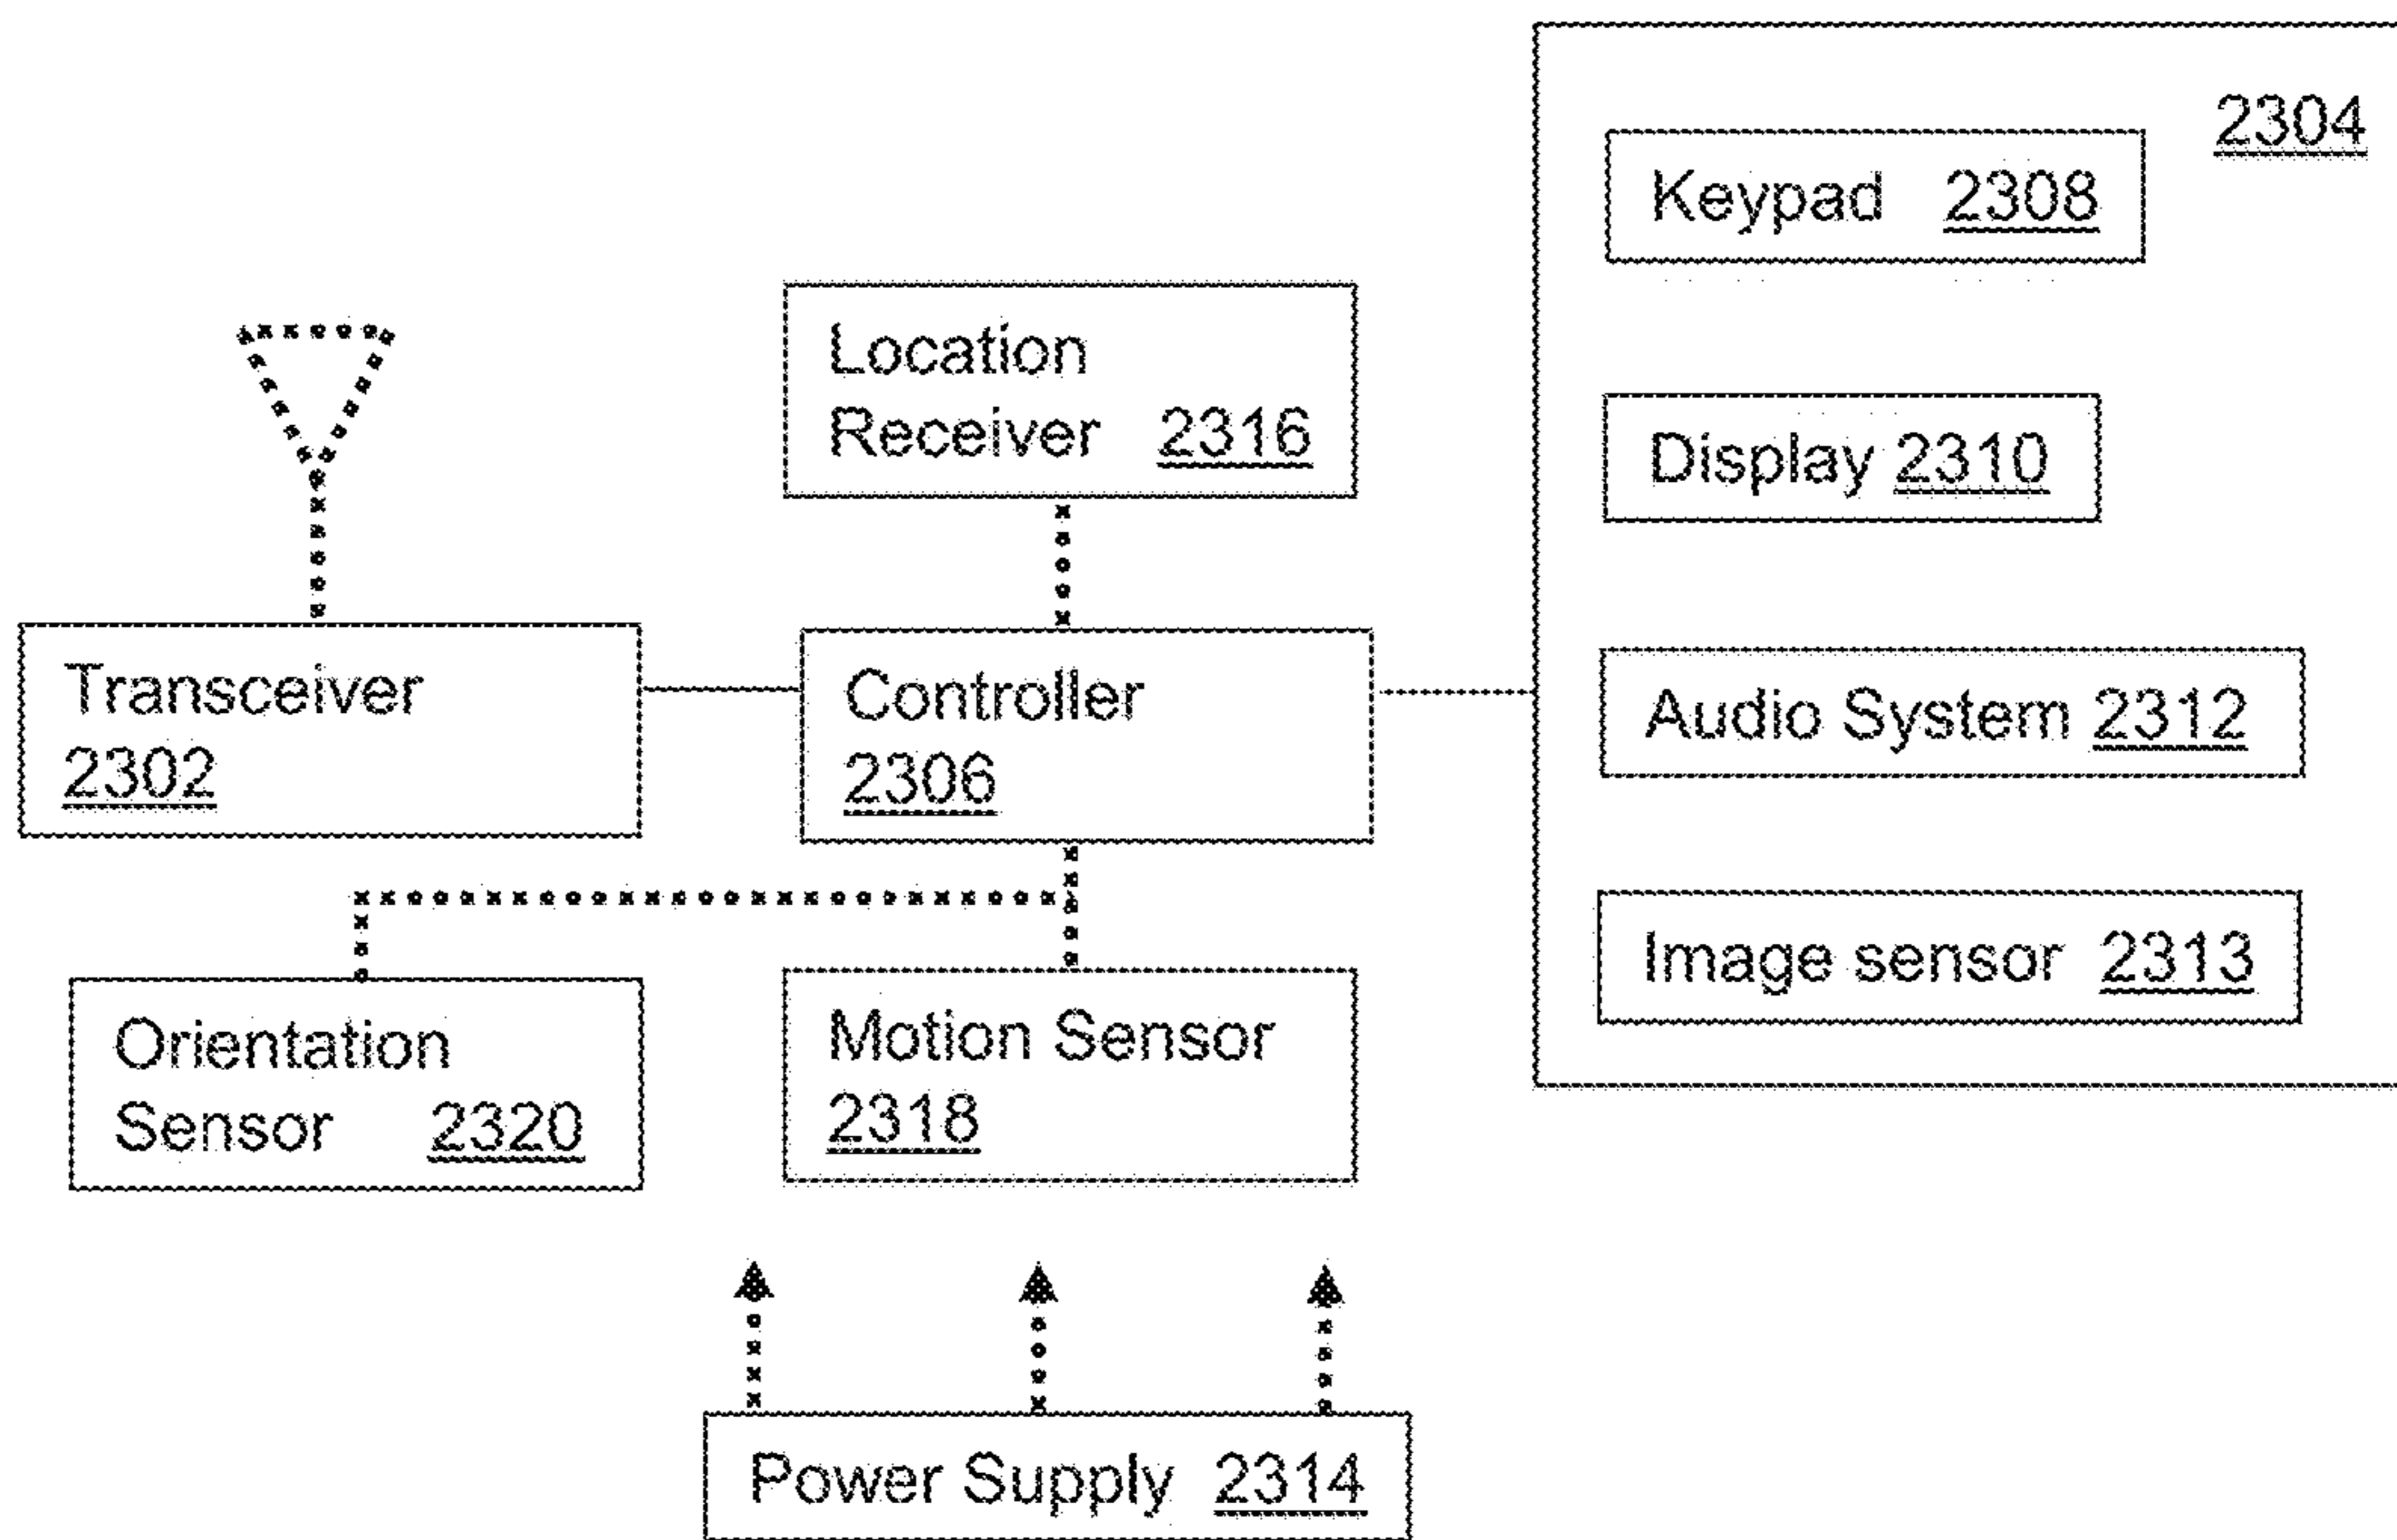 2304
Keypad 2308
Location
Receiver 2316
Display 2310
Transceiver
2302
Controller
2306
Audio System 2312
Image sensor 2313
Orientation
Sensor 2320
Motion Sensor
2318
Power Supply 2314